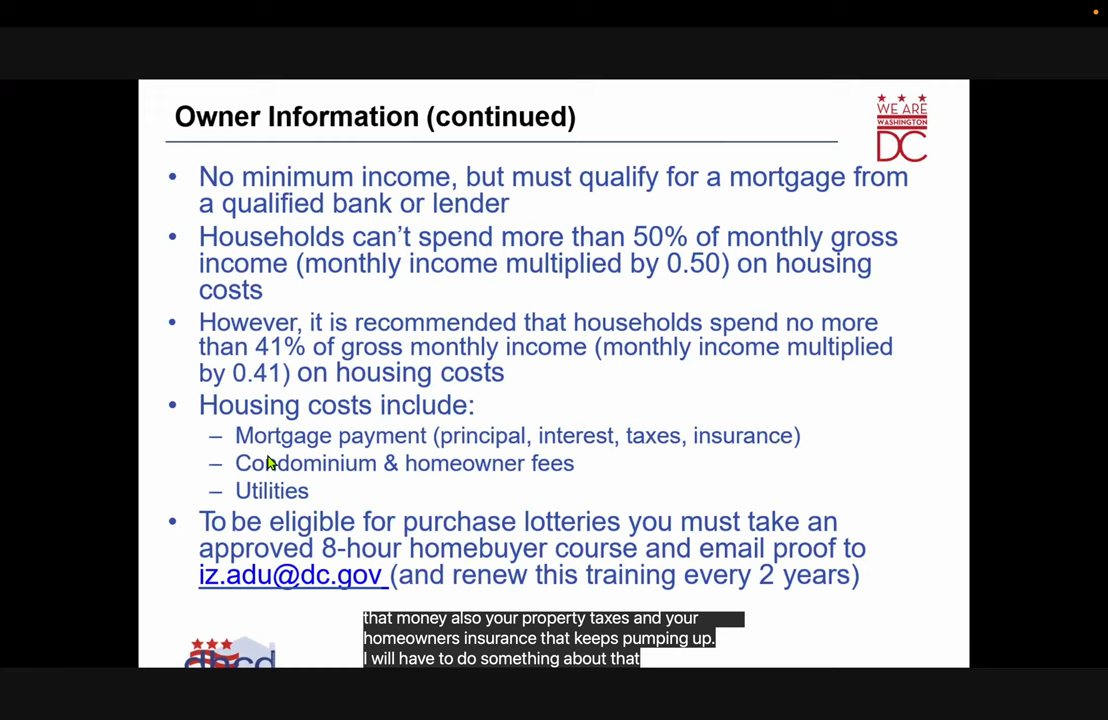 Owner Information (continued)
WE ARE
WASHINGTON
DC
• No minimum income, but must qualify for a mortgage from
a qualified bank or lender
• Households can’t spend more than 50% of monthly gross
income (monthly income multiplied by 0.50) on housing
costs
• However, it is recommended that households spend no more
than 41% of gross monthly income (monthly income multiplied
by 0.41) on housing costs
• Housing costs include:
– Mortgage payment (principal, interest, taxes, insurance)
– Condominium & homeowner fees
– Utilities
• To be eligible for purchase lotteries you must take an
approved 8-hour homebuyer course and email proof to
iz.adu@dc.gov (and renew this training every 2 years)
that money also your property taxes and your
homeowners insurance that keeps pumping up.
I will have to do something about that
dhcd